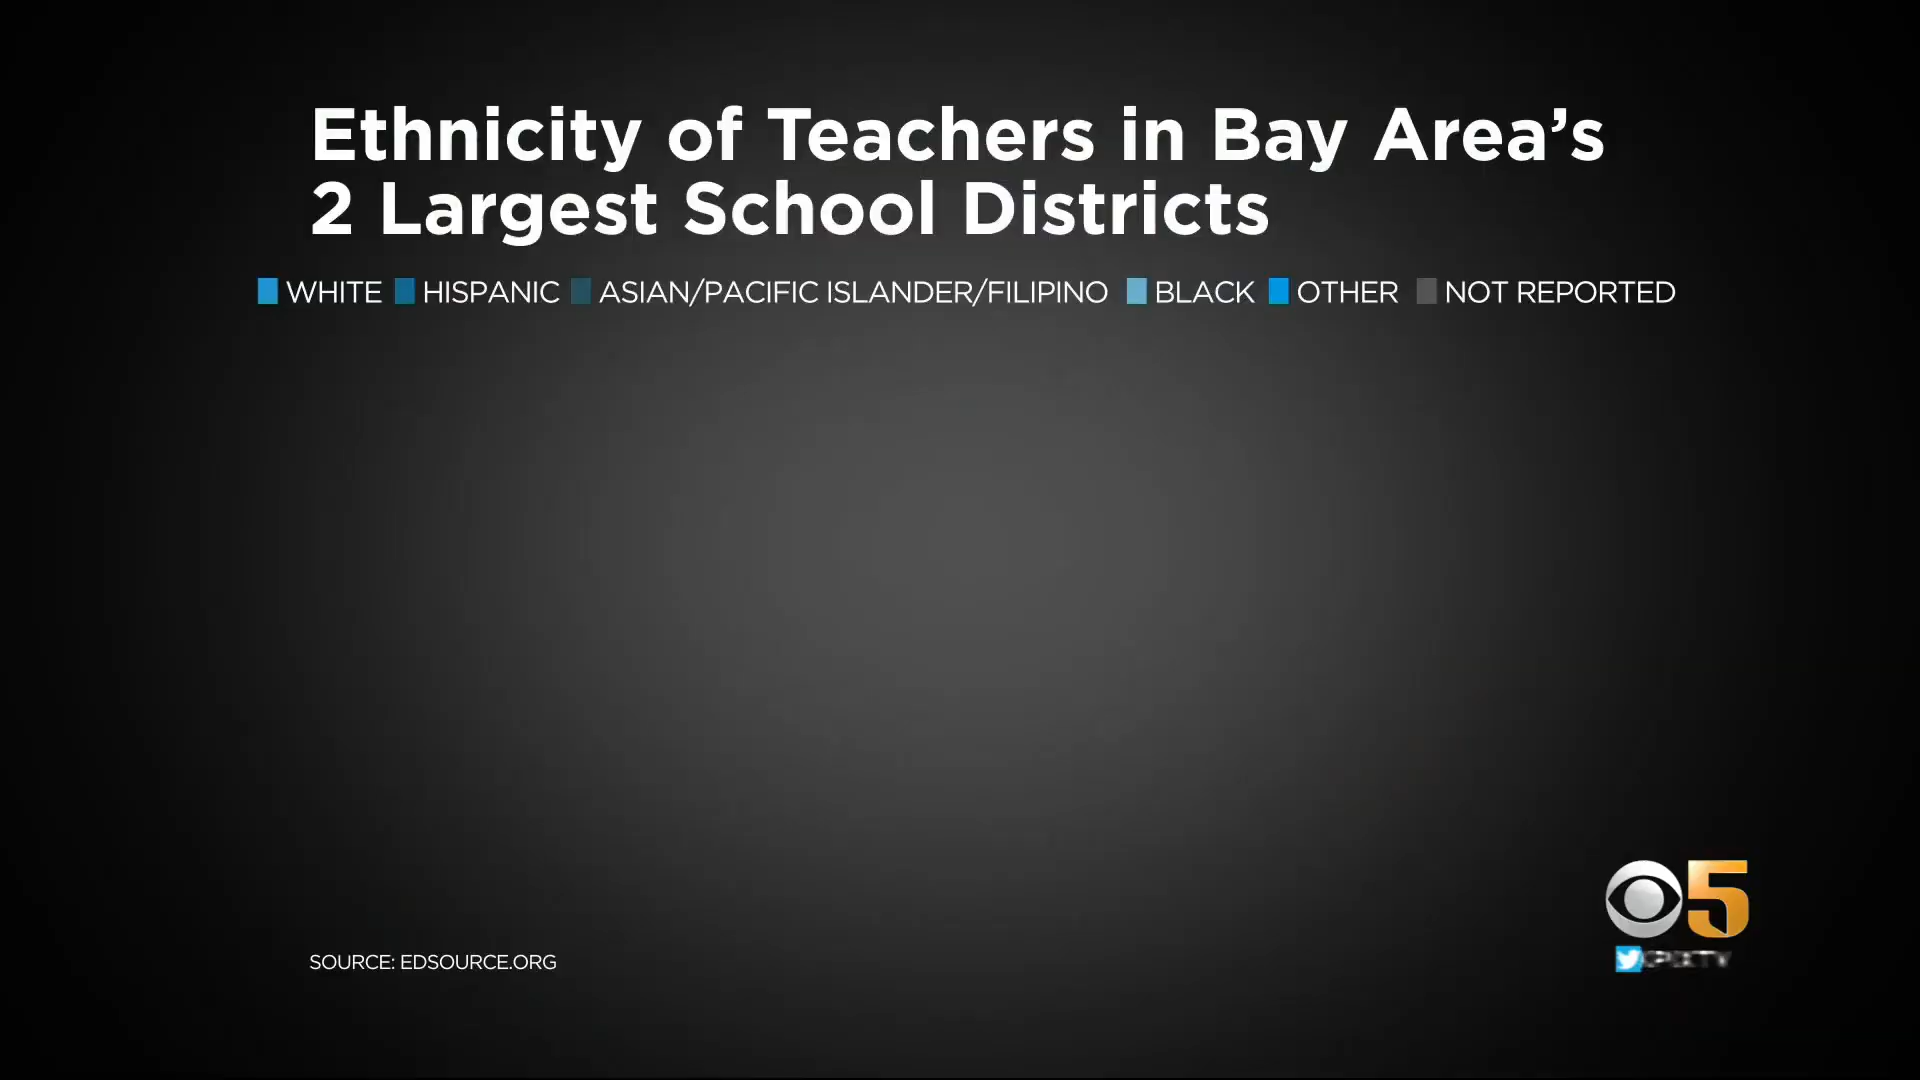 Ethnicity of Teachers in Bay Area’s
2 Largest School Districts
WHITE HISPANIC ASIAN/PACIFIC ISLANDER/FILIPINO BLACK OTHER NOT REPORTED
5
SOURCE: EDSOURCE.ORG